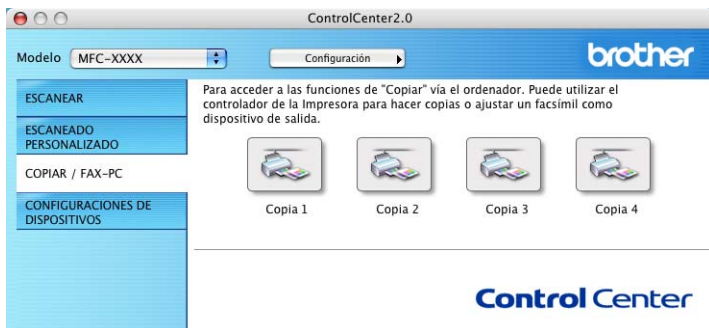 ControlCenter2.0
Modelo MFC-XXXX Configuración brother
ESCANEAR
ESCANEADO
PERSONALIZADO
COPIAR / FAX-PC
CONFIGURACIONES DE
DISPOSITIVOS
Para acceder a las funciones de "Copiar" vía el ordenador. Puede utilizar el
controlador de la Impresora para hacer copias o ajustar un facsímil como
dispositivo de salida.
Copia 1 Copia 2 Copia 3 Copia 4
Control Center